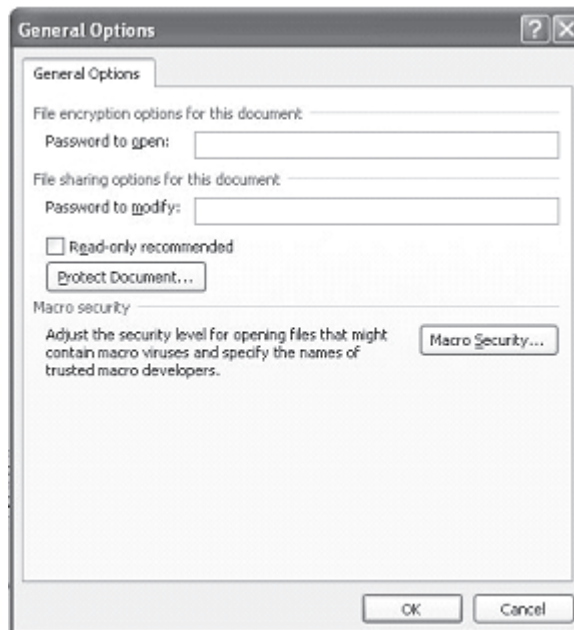 General Options
General Options
File encryption options for this document
Password to open:
File sharing options for this document
Password to modify:
Read-only recommended
Protect Document...
Macro security
Adjust the security level for opening files that might
contain macro viruses and specify the names of
trusted macro developers.
Macro Security...
OK
Cancel